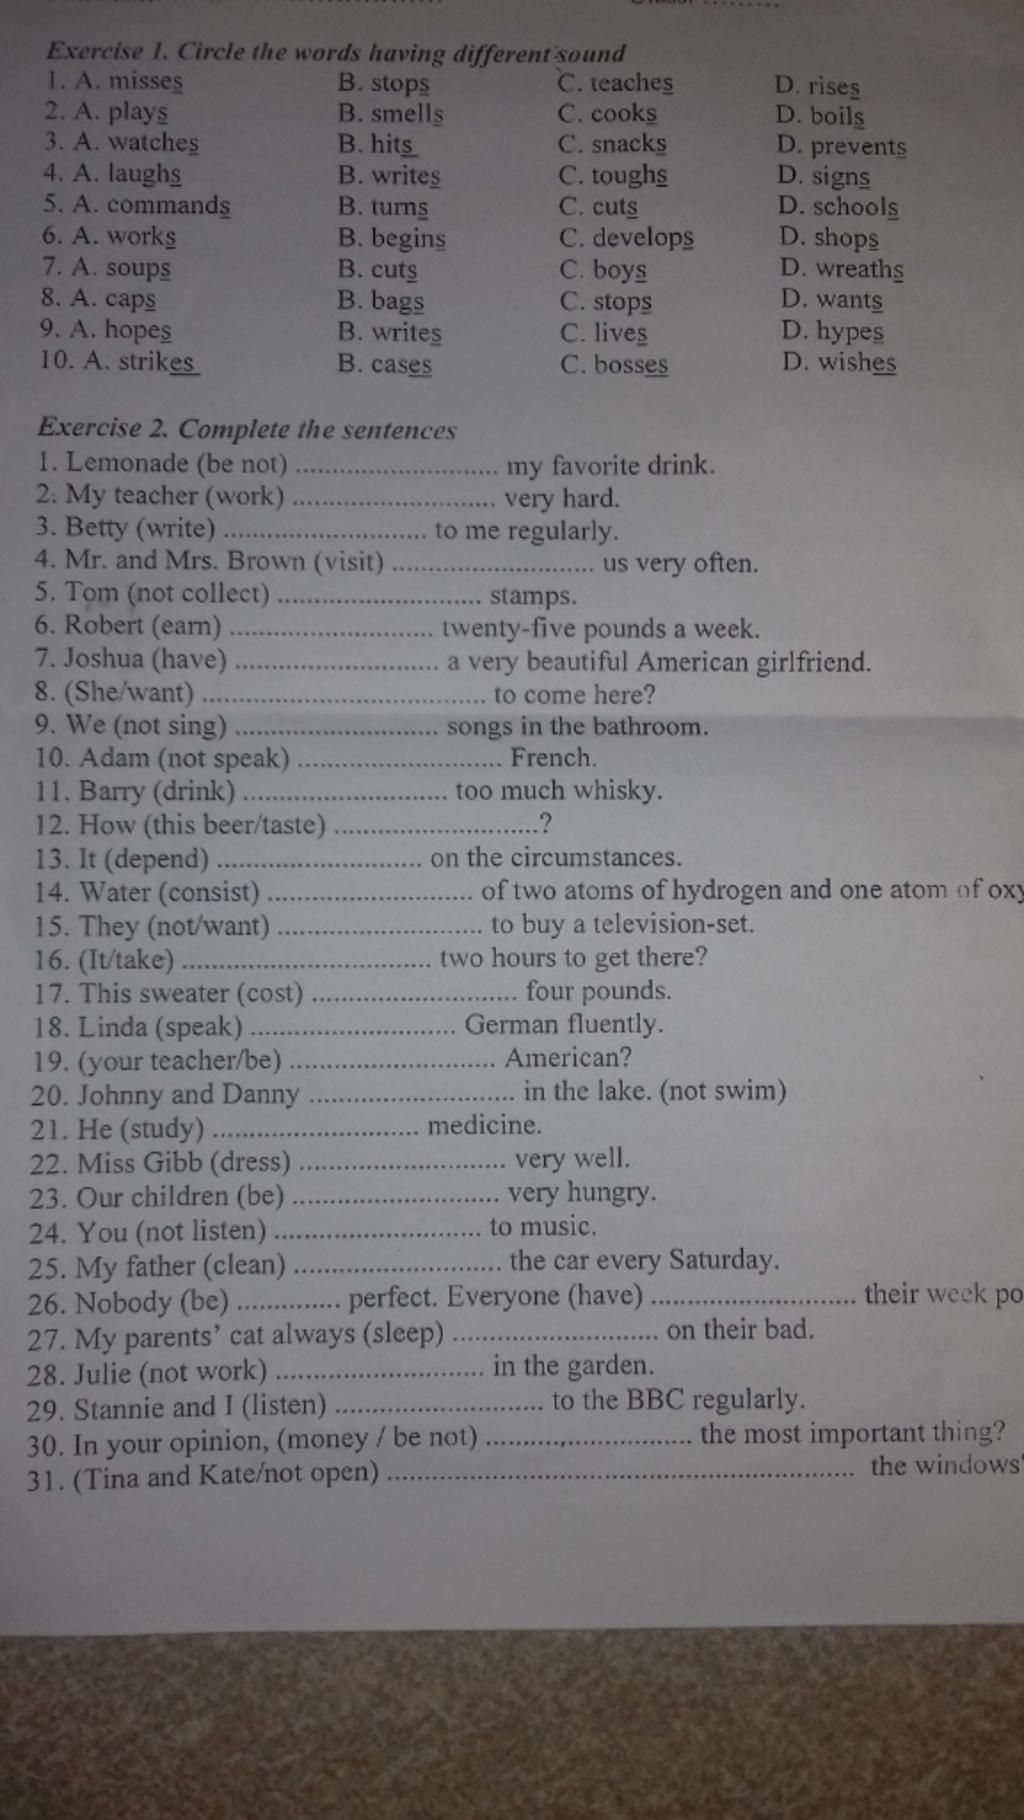 Exercise 1. Circle the words having different sound
1. A. misses B. stops C. teaches D. rises
2. A. plays B. smells C. cooks D. boils
3. A. watches B. hits C. snacks D. prevents
4. A. laughs B. writes C. toughs D. signs
5. A. commands B. turns C. cuts D. schools
6. A. works B. begins C. develops D. shops
7. A. soups B. cuts C. boys D. wreaths
8. A. caps B. bags C. stops D. wants
9. A. hopes B. writes C. lives D. hypes
10. A. strikes B. cases C. bosses D. wishes
Exercise 2. Complete the sentences
1. Lemonade (be not) .............................. my favorite drink.
2. My teacher (work) .............................. very hard.
3. Betty (write) .............................. to me regularly.
4. Mr. and Mrs. Brown (visit) .............................. us very often.
5. Tom (not collect) .............................. stamps.
6. Robert (earn) .............................. twenty-five pounds a week.
7. Joshua (have) .............................. a very beautiful American girlfriend.
8. (She/want) .......................................... to come here?
9. We (not sing) .............................. songs in the bathroom.
10. Adam (not speak) .............................. French.
11. Barry (drink) .............................. too much whisky.
12. How (this beer/taste) ..............................?
13. It (depend) .............................. on the circumstances.
14. Water (consist) .............................. of two atoms of hydrogen and one atom of oxy
15. They (not/want) .............................. to buy a television-set.
16. (It/take) ..................................... two hours to get there?
17. This sweater (cost) .............................. four pounds.
18. Linda (speak) .............................. German fluently.
19. (your teacher/be) .............................. American?
20. Johnny and Danny .............................. in the lake. (not swim)
21. He (study) .............................. medicine.
22. Miss Gibb (dress) .............................. very well.
23. Our children (be) .............................. very hungry.
24. You (not listen) .............................. to music.
25. My father (clean) .............................. the car every Saturday.
26. Nobody (be) ............... perfect. Everyone (have) .............................. their week po
27. My parents' cat always (sleep) .............................. on their bad.
28. Julie (not work) .............................. in the garden.
29. Stannie and I (listen) .............................. to the BBC regularly.
30. In your opinion, (money / be not) .............................. the most important thing?
31. (Tina and Kate/not open) ..................................................................... the windows